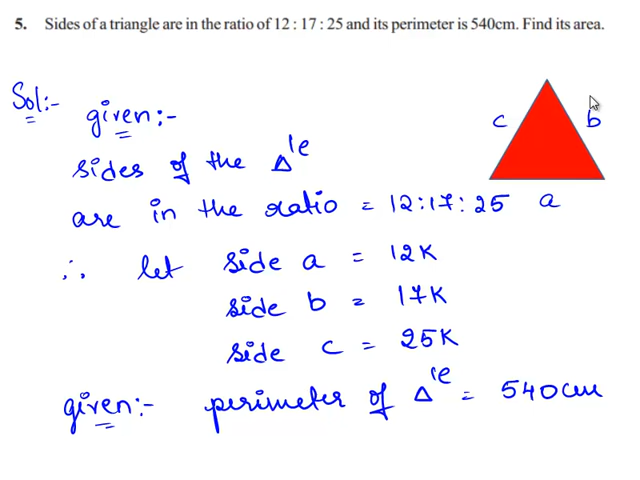 5. Sides of a triangle are in the ratio of 12 : 17 : 25 and its perimeter is 540cm. Find its area.
Sol:-
given:-
c b
sides of the Δ'e
are in the ratio = 12:17:25 a
∴ let side a = 12K
side b = 17K
side c = 25K
given:- perimeter of Δ'e = 540cm